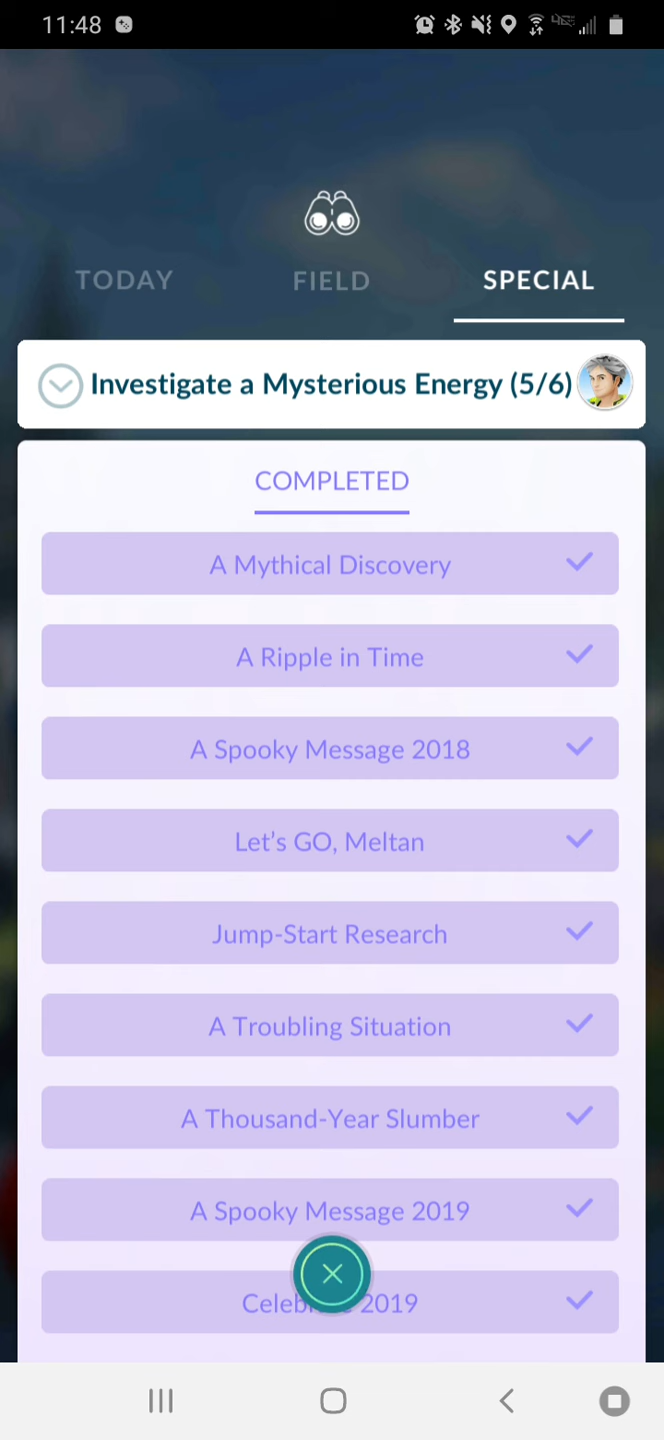 11:48
TODAY
FIELD
SPECIAL
Investigate a Mysterious Energy (5/6)
COMPLETED
A Mythical Discovery
A Ripple in Time
A Spooky Message 2018
Let's GO, Meltan
Jump-Start Research
A Troubling Situation
A Thousand-Year Slumber
A Spooky Message 2019
2019